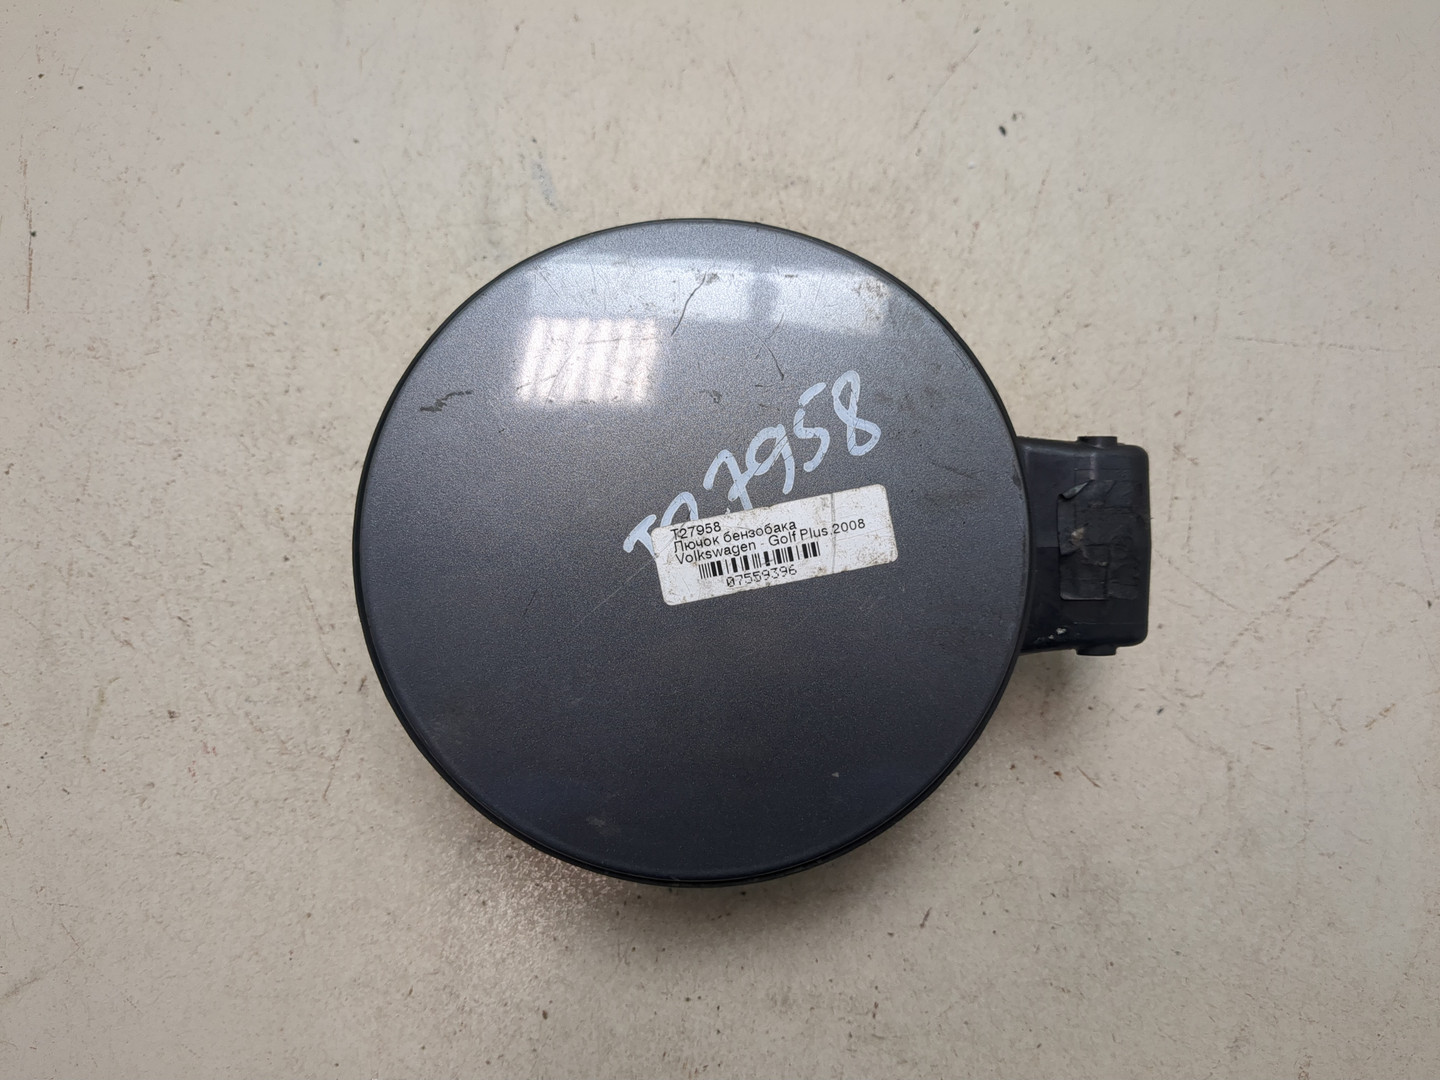 T27958
T27958
Лючок бензобака
Volkswagen - Golf Plus,2008
07559396